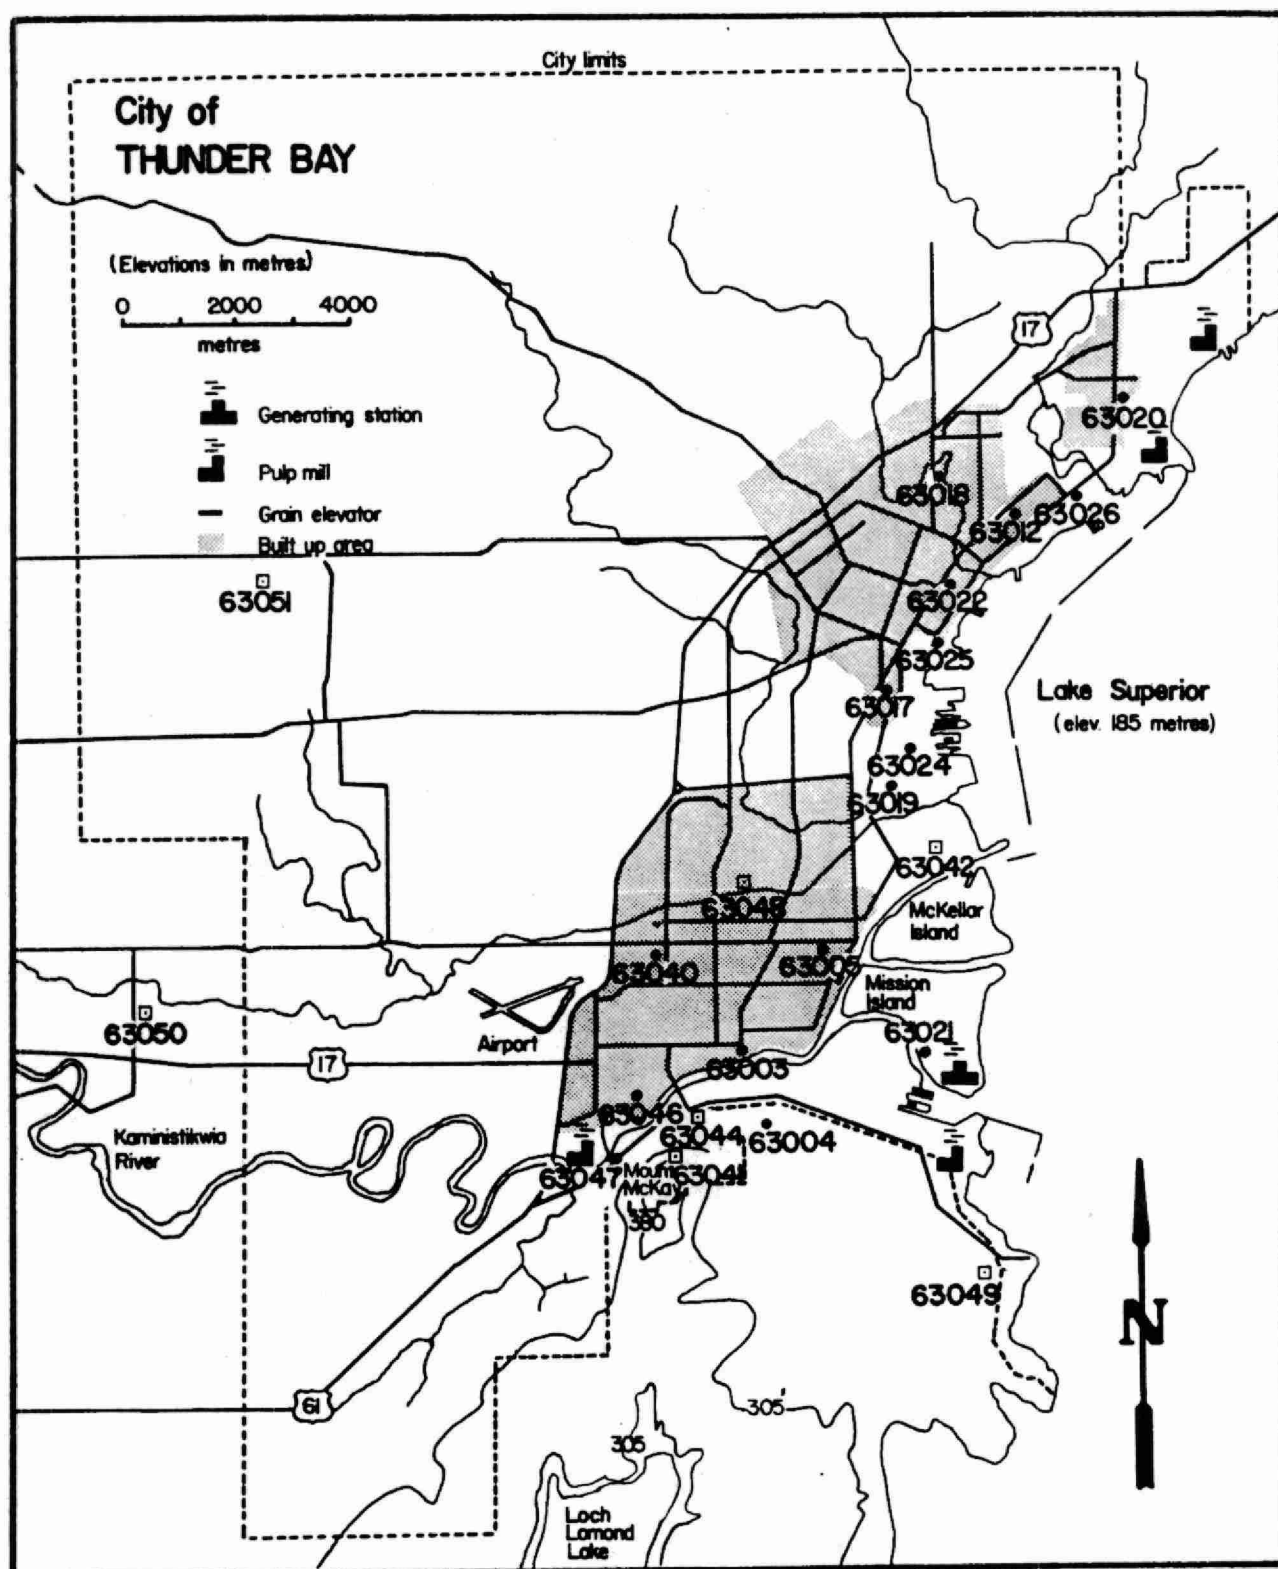 City limits
City of
THUNDER BAY
(Elevations in metres)
0 2000 4000
metres
Generating station
Pulp mill
Grain elevator
Built up area
17
63020
63018
63012
63026
63051
63022
63025
Lake Superior
(elev. 185 metres)
63017
63024
63019
63042
63048
McKellar
Island
63040
63005
Mission
Island
63050
Airport
63021
17
63003
63046
Kaministikwia
River
63044
63004
63047
Mount
McKay
63041
380
63049
N
61
305'
305
Loch
Lomond
Lake